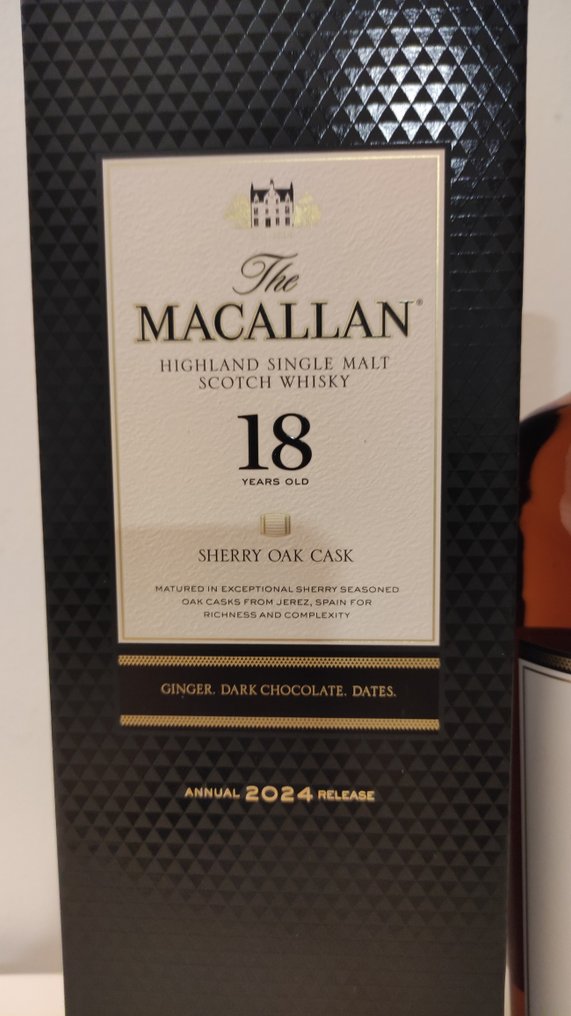 The
MACALLAN®
HIGHLAND SINGLE MALT
SCOTCH WHISKY
18
YEARS OLD
SHERRY OAK CASK
MATURED IN EXCEPTIONAL SHERRY SEASONED
OAK CASKS FROM JEREZ, SPAIN FOR
RICHNESS AND COMPLEXITY
GINGER. DARK CHOCOLATE. DATES.
ANNUAL 2024 RELEASE